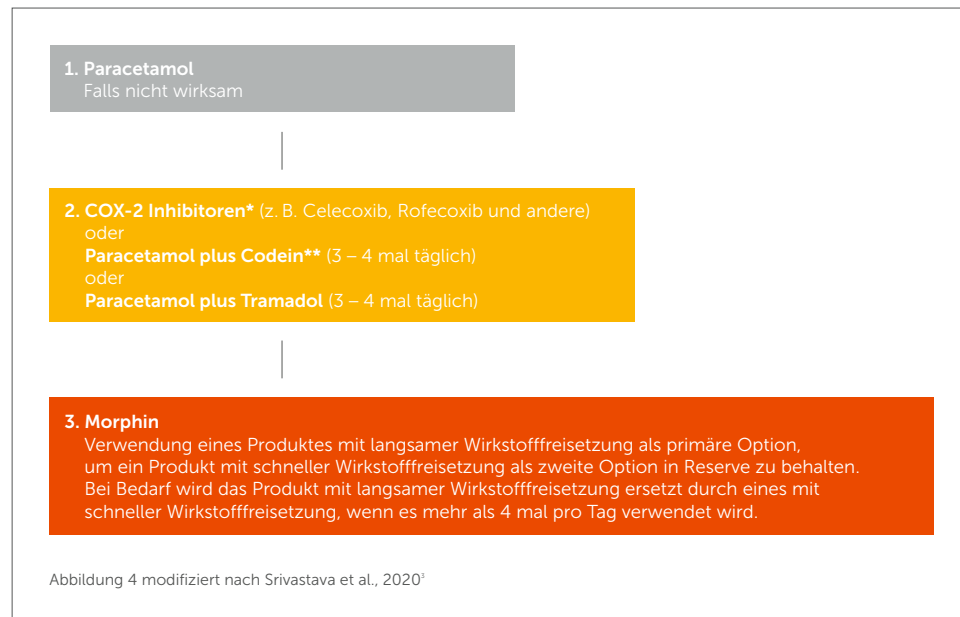 1. Paracetamol
Falls nicht wirksam
2. COX-2 Inhibitoren* (z. B. Celecoxib, Rofecoxib und andere)
oder
Paracetamol plus Codein** (3 – 4 mal täglich)
oder
Paracetamol plus Tramadol (3 – 4 mal täglich)
3. Morphin
Verwendung eines Produktes mit langsamer Wirkstofffreisetzung als primäre Option,
um ein Produkt mit schneller Wirkstofffreisetzung als zweite Option in Reserve zu behalten.
Bei Bedarf wird das Produkt mit langsamer Wirkstofffreisetzung ersetzt durch eines mit
schneller Wirkstofffreisetzung, wenn es mehr als 4 mal pro Tag verwendet wird.
Abbildung 4 modifiziert nach Srivastava et al., 2020³